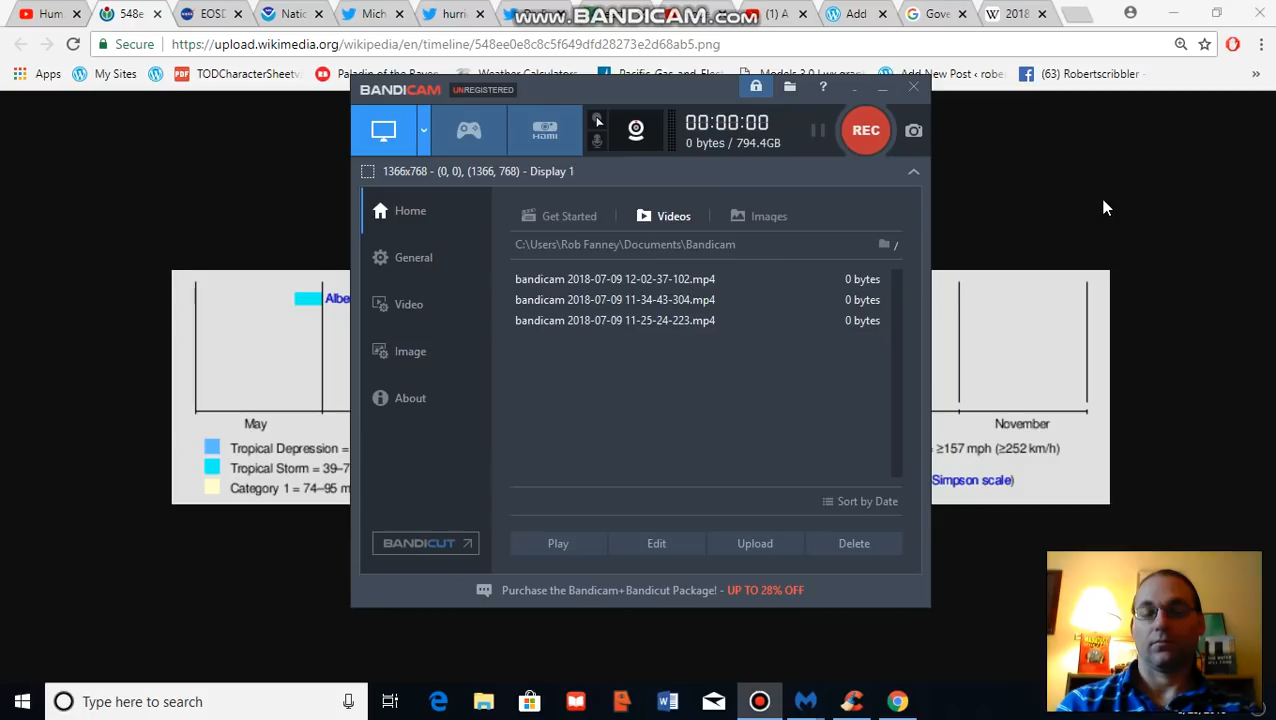 Hum
548e
EOSD
Natic
Mich
hurri
(1) A
Add
Gove
2018
www.BANDICAM.com
Secure
https://upload.wikimedia.org/wikipedia/en/timeline/548ee0e8c8c5f649dfd28273e2d68ab5.png
Apps
My Sites
TODCharacterSheet
Paladin of the Raver
Weather Calculators
Pacific Gas and Elect
Add New Post ‹ robe
(63) Robertscribbler
BANDICAM
UNREGISTERED
HDMI
00:00:00
0 bytes / 794.4GB
REC
1366x768 - (0, 0), (1366, 768) - Display 1
Home
General
Video
Image
About
Get Started
Videos
Images
C:\Users\Rob Fanney\Documents\Bandicam
/
bandicam 2018-07-09 12-02-37-102.mp4 0 bytes
bandicam 2018-07-09 11-34-43-304.mp4 0 bytes
bandicam 2018-07-09 11-25-24-223.mp4 0 bytes
Sort by Date
BANDICUT
Play
Edit
Upload
Delete
Purchase the Bandicam+Bandicut Package! - UP TO 28% OFF
Albe
May
November
Tropical Depression =
Tropical Storm = 39–7
Category 1 = 74–95 m
≥157 mph (≥252 km/h)
Simpson scale)
Type here to search